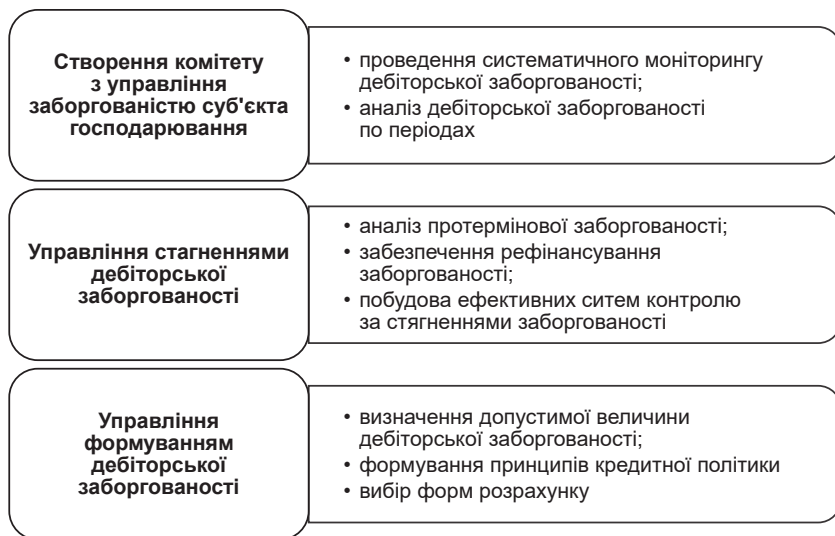 Створення комітету
з управління
заборгованістю суб'єкта
господарювання
• проведення систематичного моніторингу
дебіторської заборгованості;
• аналіз дебіторської заборгованості
по періодах
Управління стагненнями
дебіторської
заборгованості
• аналіз протермінової заборгованості;
• забезпечення рефінансування
заборгованості;
• побудова ефективних ситем контролю
за стягненнями заборгованості
Управління
формуванням
дебіторської
заборгованості
• визначення допустимої величини
дебіторської заборгованості;
• формування принципів кредитної політики
• вибір форм розрахунку